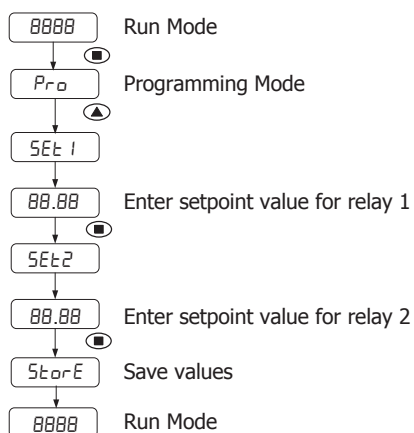 8888 Run Mode
Pro Programming Mode
SEt 1
88.88 Enter setpoint value for relay 1
SEt2
88.88 Enter setpoint value for relay 2
StorE Save values
8888 Run Mode